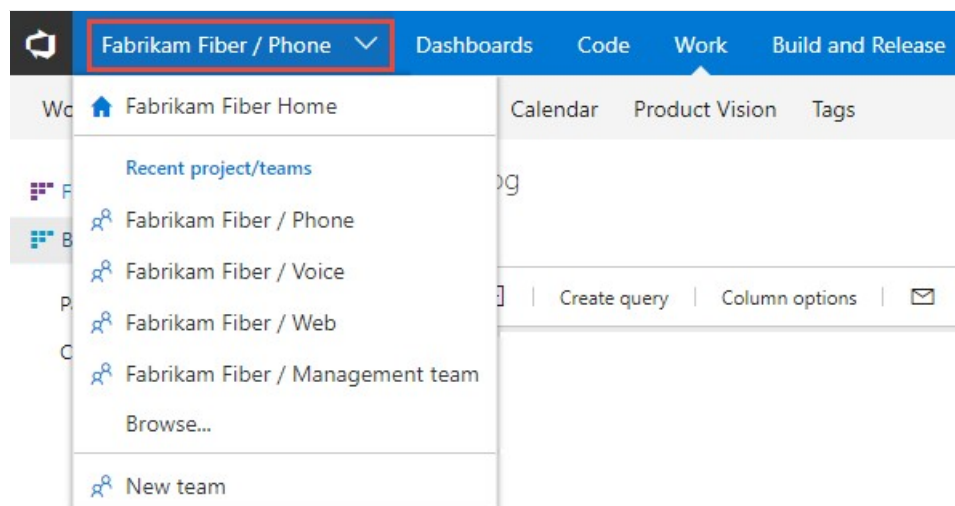 Fabrikam Fiber / Phone Dashboards Code Work Build and Release
Fabrikam Fiber Home Calendar Product Vision Tags
Recent project/teams
Fabrikam Fiber / Phone
Fabrikam Fiber / Voice
Fabrikam Fiber / Web
Create query Column options
Fabrikam Fiber / Management team
Browse...
New team